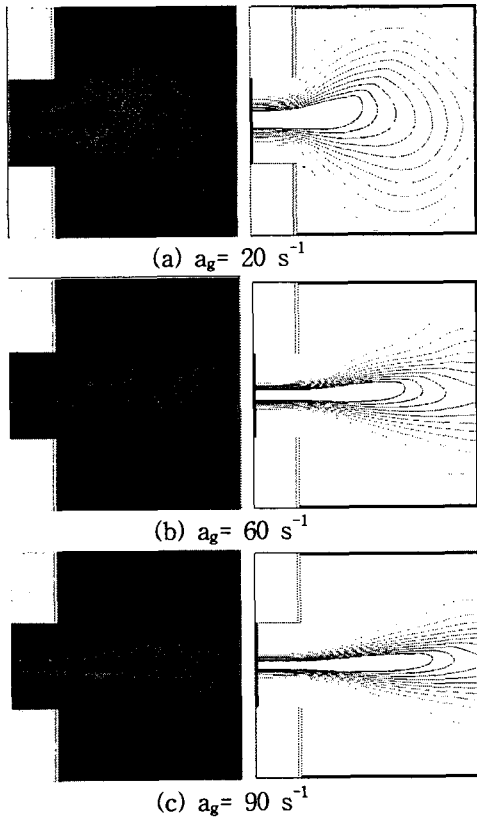 (a) a_g= 20 s⁻¹
(b) a_g= 60 s⁻¹
(c) a_g= 90 s⁻¹